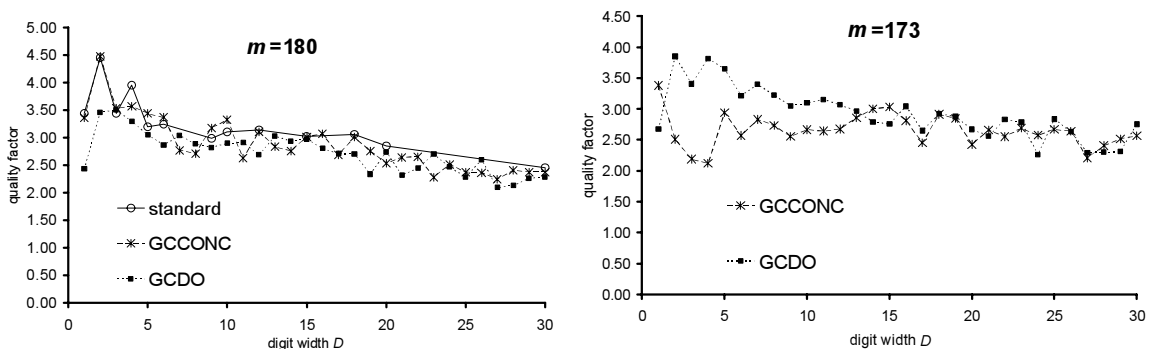 m=180
5.00
4.50
4.00
3.50
3.00
2.50
2.00
1.50
1.00
0.50
0.00
quality factor
standard
GCCONC
GCDO
0 5 10 15 20 25 30
digit width D
m=173
4.50
4.00
3.50
3.00
2.50
2.00
1.50
1.00
0.50
0.00
quality factor
GCCONC
GCDO
0 5 10 15 20 25 30
digit width D